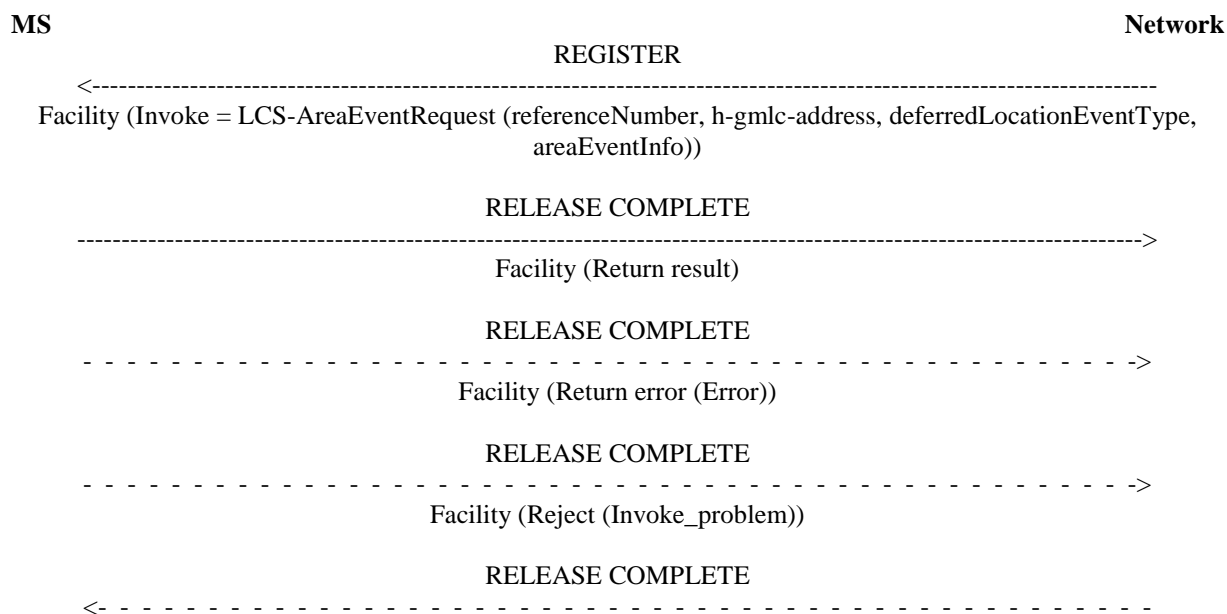 MS Network
REGISTER
<------------------------------------------------------------------------------------------------------------------------
Facility (Invoke = LCS-AreaEventRequest (referenceNumber, h-gmlc-address, deferredLocationEventType,
areaEventInfo))
RELEASE COMPLETE
------------------------------------------------------------------------------------------------------------------------>
Facility (Return result)
RELEASE COMPLETE
- - - - - - - - - - - - - - - - - - - - - - - - - - - - - - - - - - - - - - - - - - - - - - - ->
Facility (Return error (Error))
RELEASE COMPLETE
- - - - - - - - - - - - - - - - - - - - - - - - - - - - - - - - - - - - - - - - - - - - - - - ->
Facility (Reject (Invoke_problem))
RELEASE COMPLETE
<- - - - - - - - - - - - - - - - - - - - - - - - - - - - - - - - - - - - - - - - - - - - - - - -